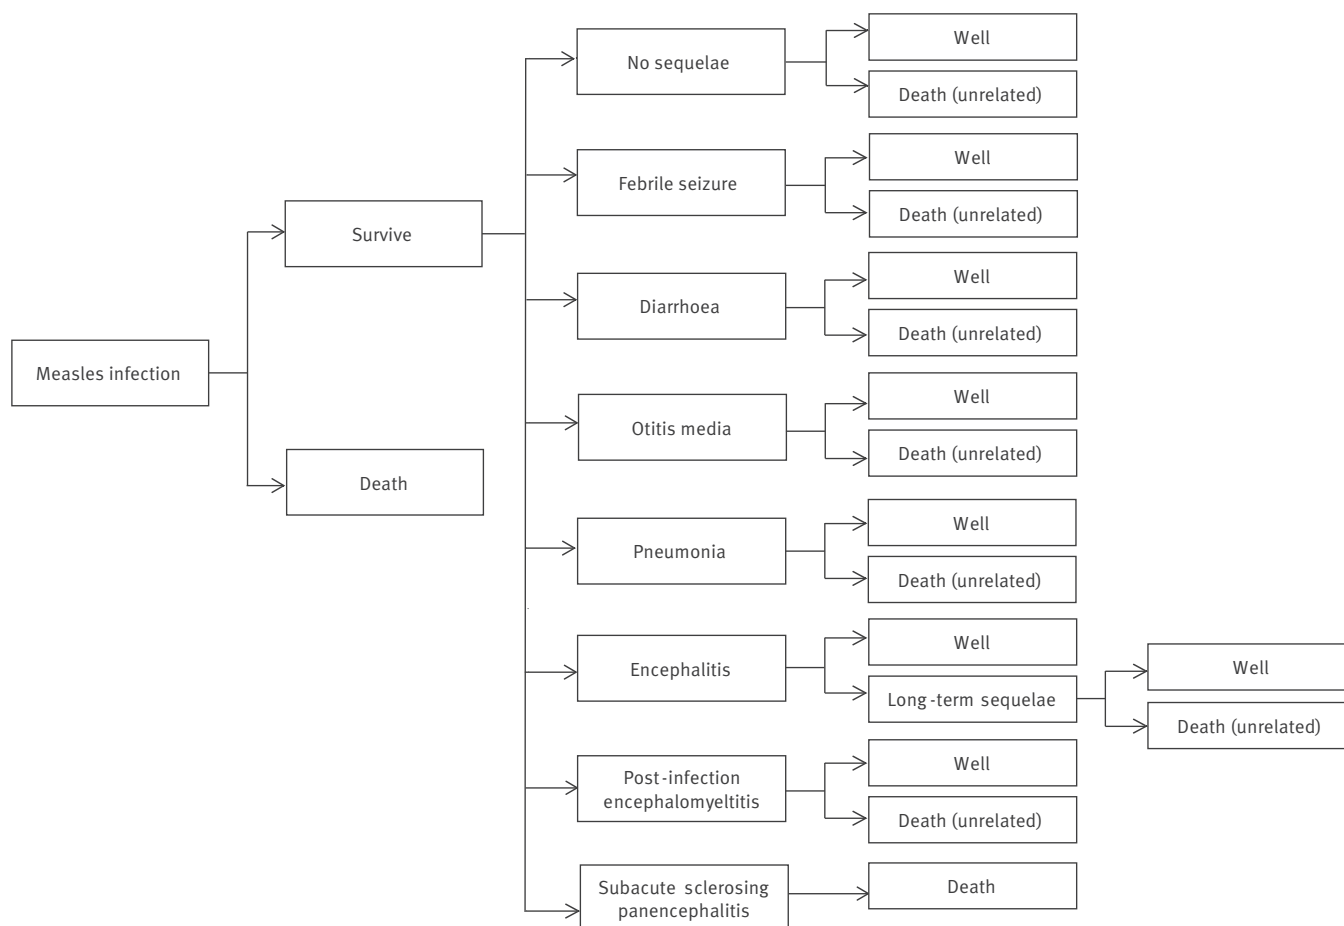 Well
No sequelae
Death (unrelated)
Well
Febrile seizure
Death (unrelated)
Survive
Well
Diarrhoea
Death (unrelated)
Measles infection
Well
Otitis media
Death (unrelated)
Death
Well
Pneumonia
Death (unrelated)
Well
Encephalitis
Long-term sequelae
Well
Death (unrelated)
Well
Post-infection
encephalomyeltitis
Death (unrelated)
Subacute sclerosing
panencephalitis
Death